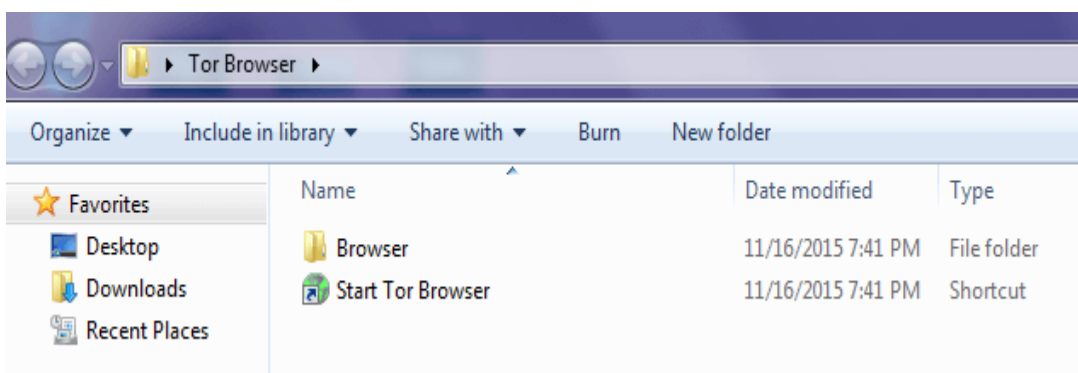 Tor Browser
Organize Include in library Share with Burn New folder
Favorites
Desktop
Downloads
Recent Places
Name Date modified Type
Browser 11/16/2015 7:41 PM File folder
Start Tor Browser 11/16/2015 7:41 PM Shortcut